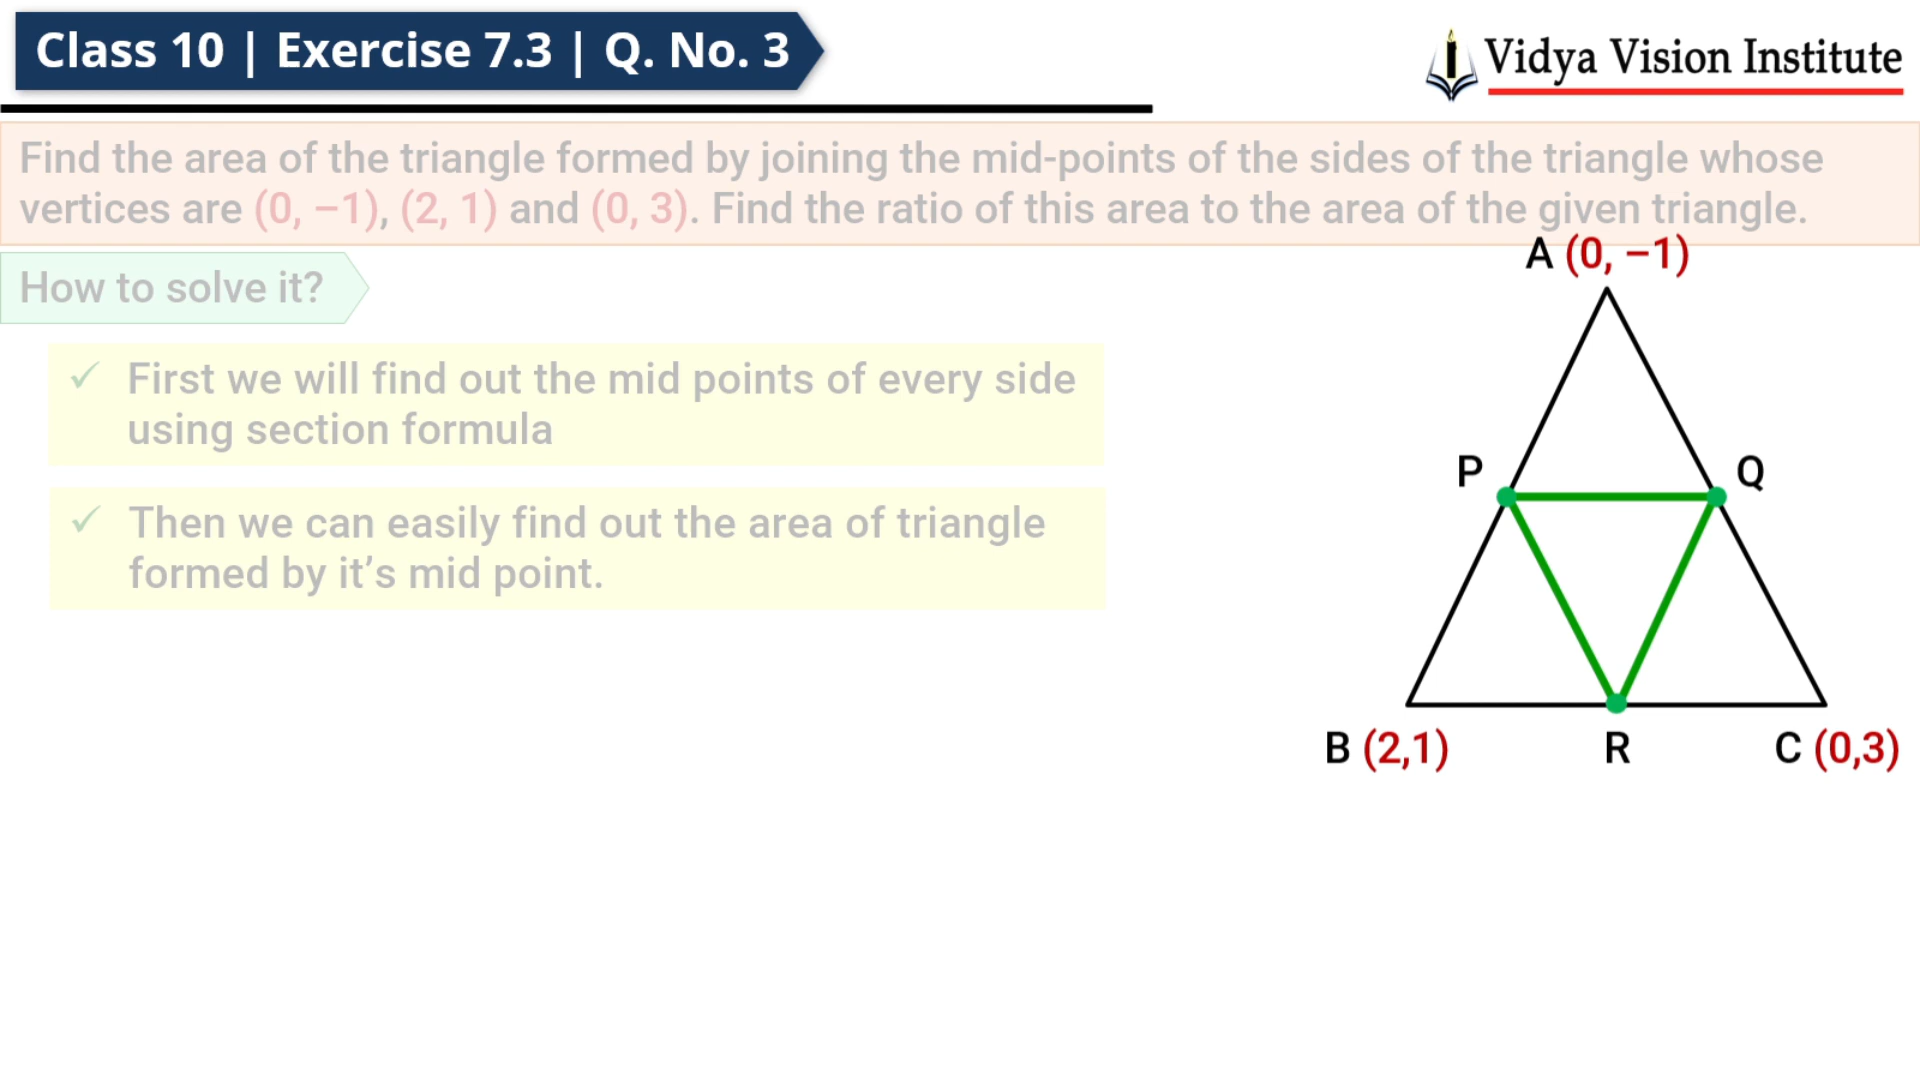 Class 10 | Exercise 7.3 | Q. No. 3
Vidya Vision Institute
Find the area of the triangle formed by joining the mid-points of the sides of the triangle whose
vertices are (0, −1), (2, 1) and (0, 3). Find the ratio of this area to the area of the given triangle.
How to solve it?
✓ First we will find out the mid points of every side
using section formula
✓ Then we can easily find out the area of triangle
formed by it’s mid point.
A (0, −1)
P
Q
B (2,1)
R
C (0,3)